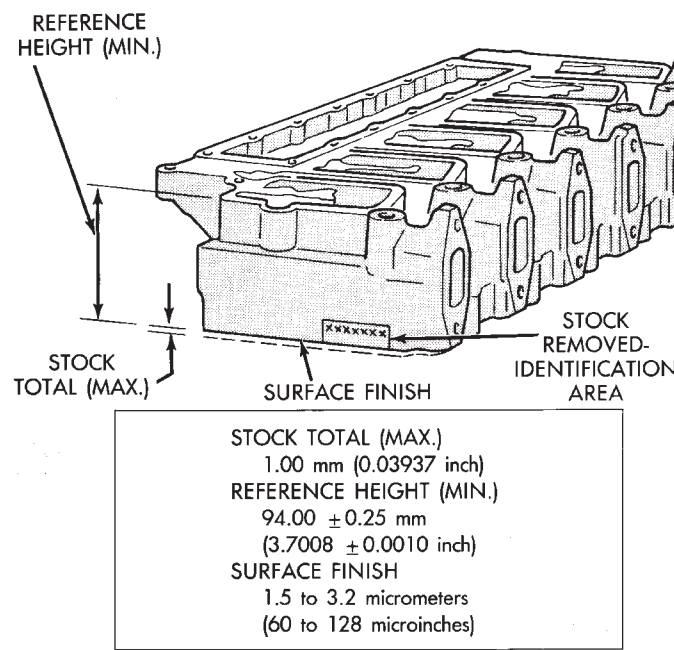 REFERENCE
HEIGHT (MIN.)
STOCK
TOTAL (MAX.)
SURFACE FINISH
xxxxxxx
STOCK
REMOVED-
IDENTIFICATION
AREA
STOCK TOTAL (MAX.)
1.00 mm (0.03937 inch)
REFERENCE HEIGHT (MIN.)
94.00 ±0.25 mm
(3.7008 ±0.0010 inch)
SURFACE FINISH
1.5 to 3.2 micrometers
(60 to 128 microinches)